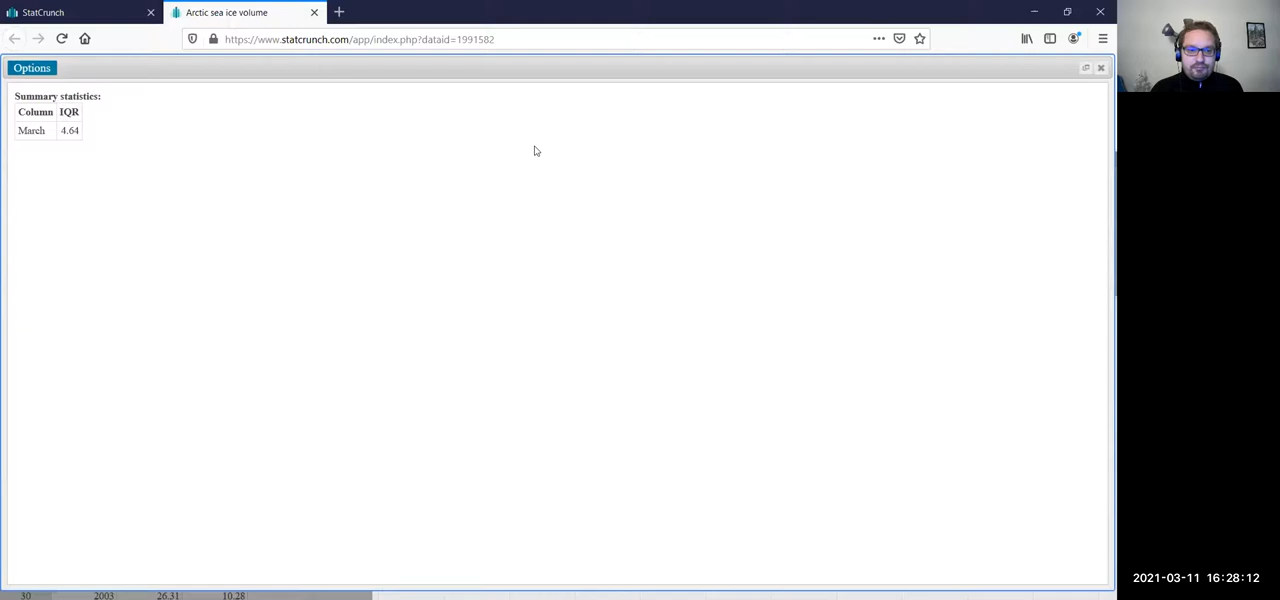 StatCrunch
Arctic sea ice volume
https://www.statcrunch.com/app/index.php?dataid=1991582
Options
Summary statistics:
Column IQR
March 4.64
30 2003 26.31 10.28
2021-03-11 16:28:12